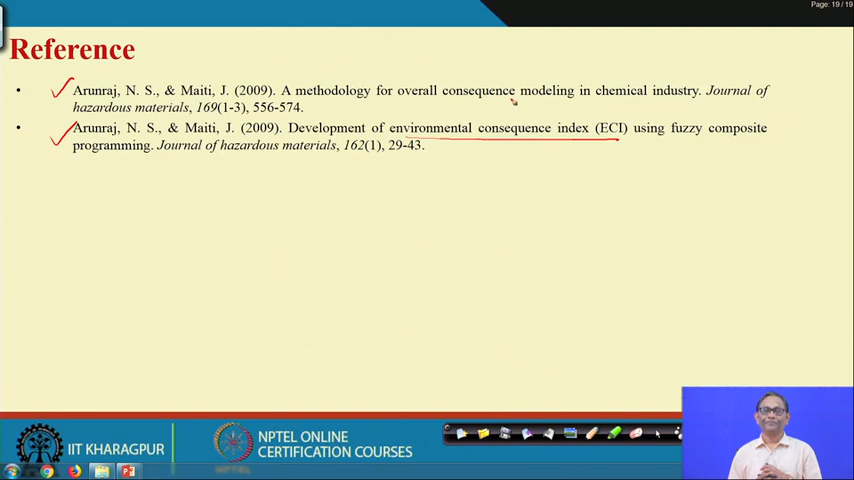 Page: 19 / 19
Reference
• Arunraj, N. S., & Maiti, J. (2009). A methodology for overall consequence modeling in chemical industry. Journal of
hazardous materials, 169(1-3), 556-574.
• Arunraj, N. S., & Maiti, J. (2009). Development of environmental consequence index (ECI) using fuzzy composite
programming. Journal of hazardous materials, 162(1), 29-43.
IIT KHARAGPUR
NPTEL ONLINE
CERTIFICATION COURSES
NPTEL